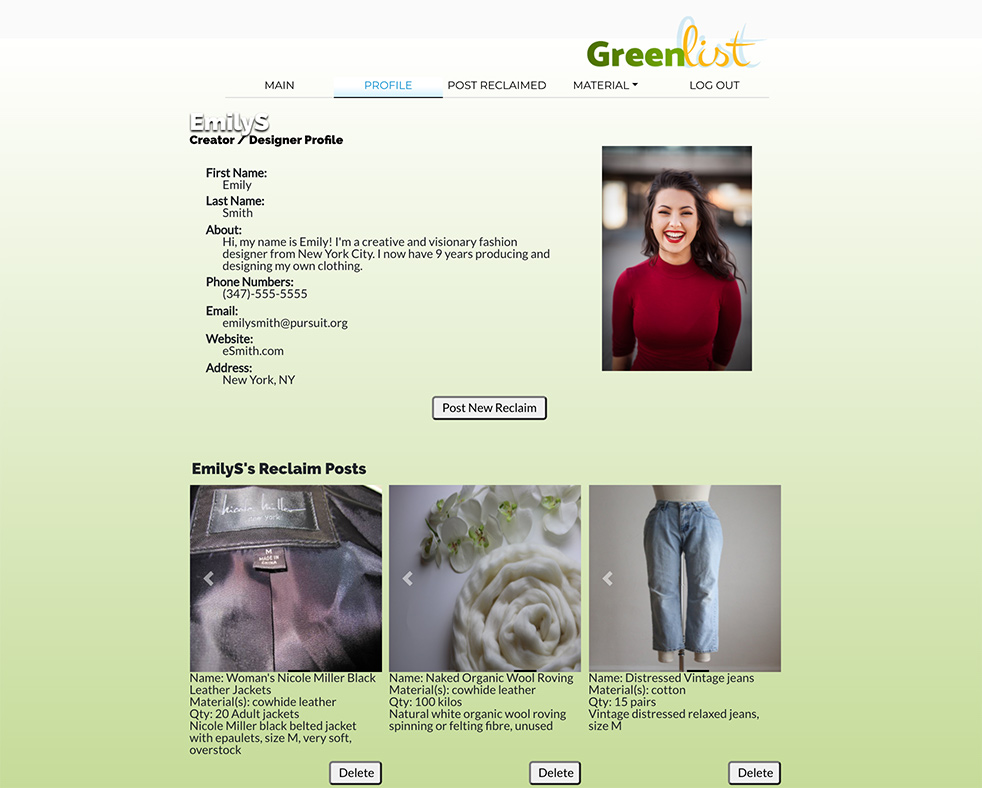 Greenlist
MAIN PROFILE POST RECLAIMED MATERIAL LOG OUT
EmilyS
Creator / Designer Profile
First Name:
Emily
Last Name:
Smith
About:
Hi, my name is Emily! I'm a creative and visionary fashion
designer from New York City. I now have 9 years producing and
designing my own clothing.
Phone Numbers:
(347)-555-5555
Email:
emilysmith@pursuit.org
Website:
eSmith.com
Address:
New York, NY
Post New Reclaim
EmilyS's Reclaim Posts
nicole miller
new york
M
MADE IN
Name: Woman's Nicole Miller Black
Leather Jackets
Material(s): cowhide leather
Qty: 20 Adult jackets
Nicole Miller black belted jacket
with epaulets, size M, very soft,
overstock
Delete
Name: Naked Organic Wool Roving
Material(s): cowhide leather
Qty: 100 kilos
Natural white organic wool roving
spinning or felting fibre, unused
Delete
Name: Distressed Vintage jeans
Material(s): cotton
Qty: 15 pairs
Vintage distressed relaxed jeans,
size M
Delete